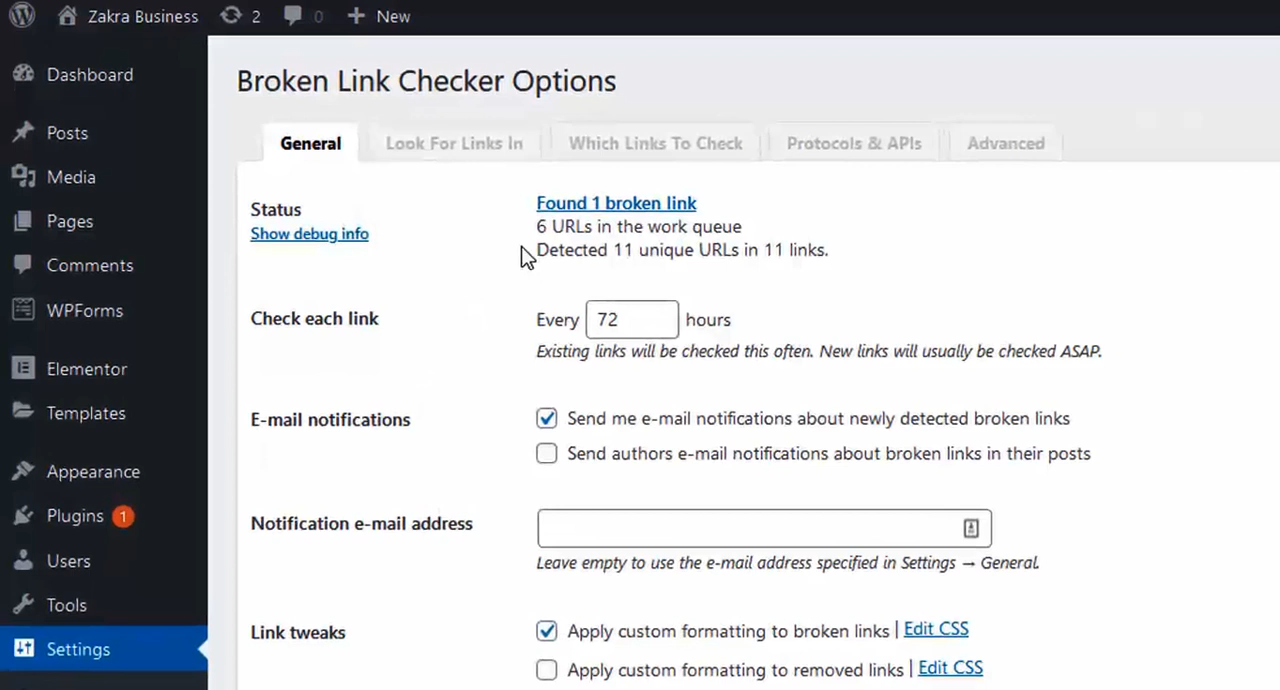 Zakra Business 2 0 New
Dashboard
Posts
Media
Pages
Comments
WPForms
Elementor
Templates
Appearance
Plugins 1
Users
Tools
Settings
Broken Link Checker Options
General Look For Links In Which Links To Check Protocols & APIs Advanced
Status
Show debug info
Found 1 broken link
6 URLs in the work queue
Detected 11 unique URLs in 11 links.
Check each link
Every 72 hours
Existing links will be checked this often. New links will usually be checked ASAP.
E-mail notifications
Send me e-mail notifications about newly detected broken links
Send authors e-mail notifications about broken links in their posts
Notification e-mail address
Leave empty to use the e-mail address specified in Settings → General.
Link tweaks
Apply custom formatting to broken links | Edit CSS
Apply custom formatting to removed links | Edit CSS